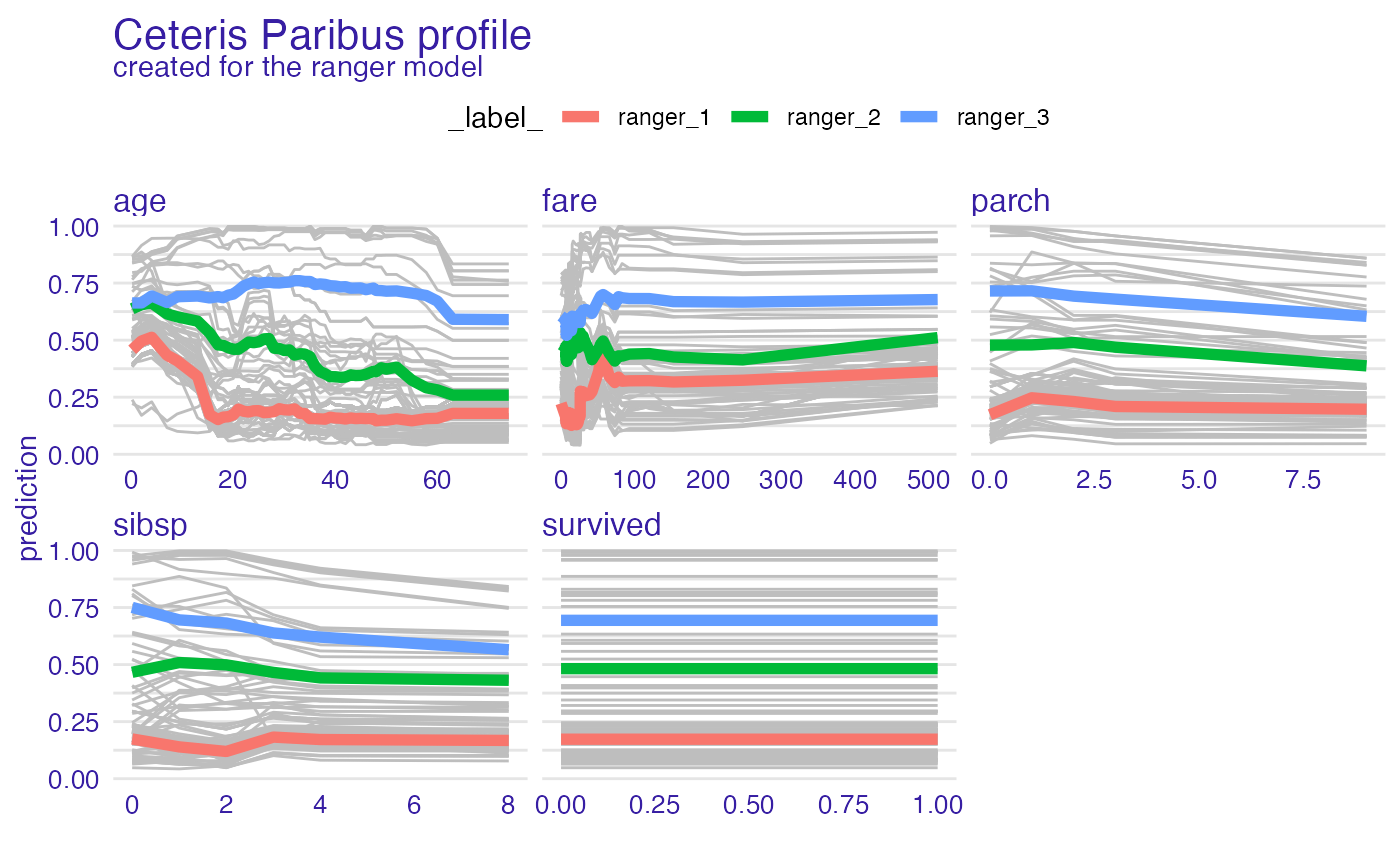 Ceteris Paribus profile
created for the ranger model
_label_ ranger_1 ranger_2 ranger_3
age fare parch
1.00
0.75
0.50
0.25
0.00
0 20 40 60 0 100 200 300 400 500 0.0 2.5 5.0 7.5
prediction
sibsp survived
1.00
0.75
0.50
0.25
0.00
0 2 4 6 8 0.00 0.25 0.50 0.75 1.00